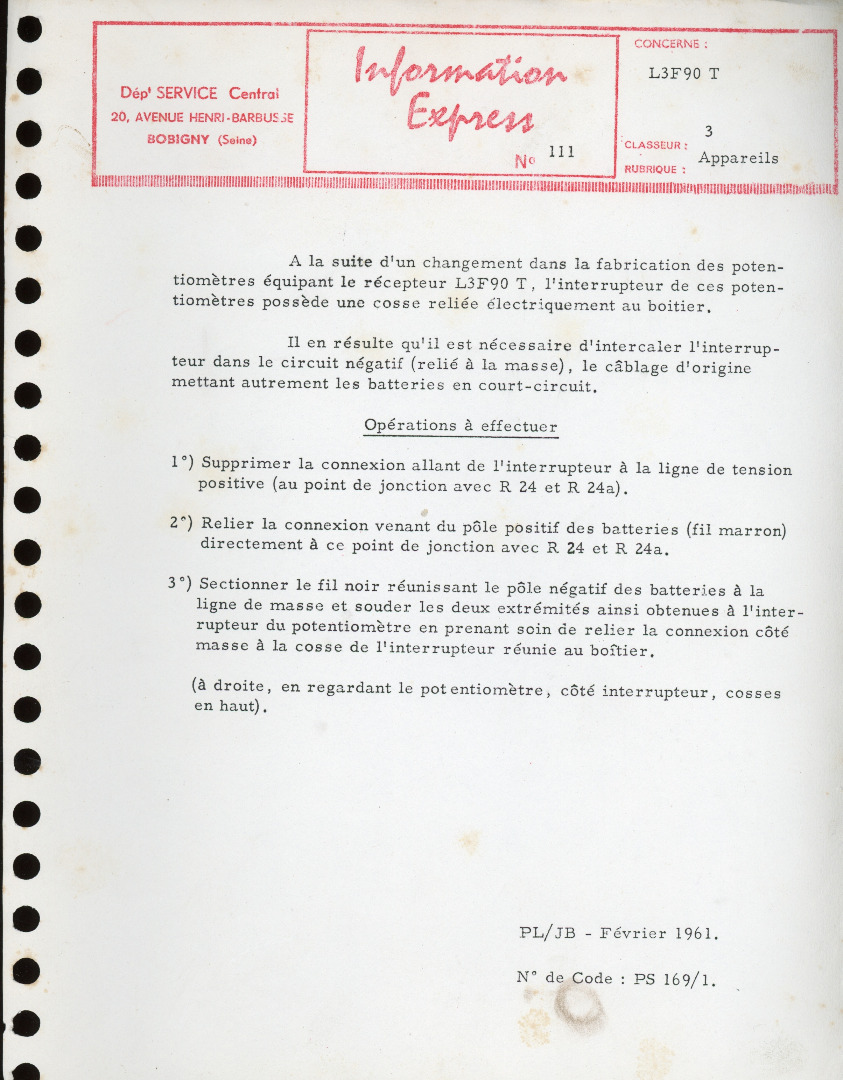 Dépt SERVICE Central
20, AVENUE HENRI-BARBUSSE
BOBIGNY (Seine)
Information
Express
No 111
CONCERNE :
L3F90 T
CLASSEUR : 3
RUBRIQUE : Appareils
A la suite d'un changement dans la fabrication des poten-
tiomètres équipant le récepteur L3F90 T, l'interrupteur de ces poten-
tiomètres possède une cosse reliée électriquement au boitier.
Il en résulte qu'il est nécessaire d'intercaler l'interrup-
teur dans le circuit négatif (relié à la masse), le câblage d'origine
mettant autrement les batteries en court-circuit.
Opérations à effectuer
1°) Supprimer la connexion allant de l'interrupteur à la ligne de tension
positive (au point de jonction avec R 24 et R 24a).
2°) Relier la connexion venant du pôle positif des batteries (fil marron)
directement à ce point de jonction avec R 24 et R 24a.
3°) Sectionner le fil noir réunissant le pôle négatif des batteries à la
ligne de masse et souder les deux extrémités ainsi obtenues à l'inter-
rupteur du potentiomètre en prenant soin de relier la connexion côté
masse à la cosse de l'interrupteur réunie au boîtier.
(à droite, en regardant le pot entiomètre, côté interrupteur, cosses
en haut).
PL/JB - Février 1961.
N° de Code : PS 169/1.